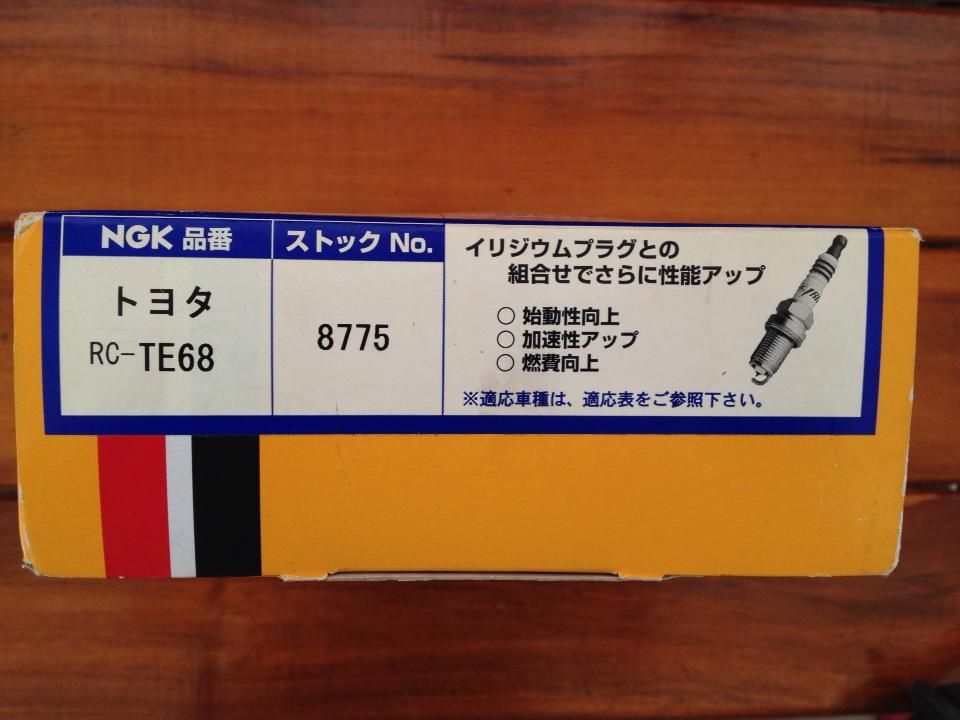 NGK 品番
トヨタ
RC-TE68
ストック No.
8775
イリジウムプラグとの
組合せでさらに性能アップ
○ 始動性向上
○ 加速性アップ
○ 燃費向上
※適応車種は、適応表をご参照下さい。